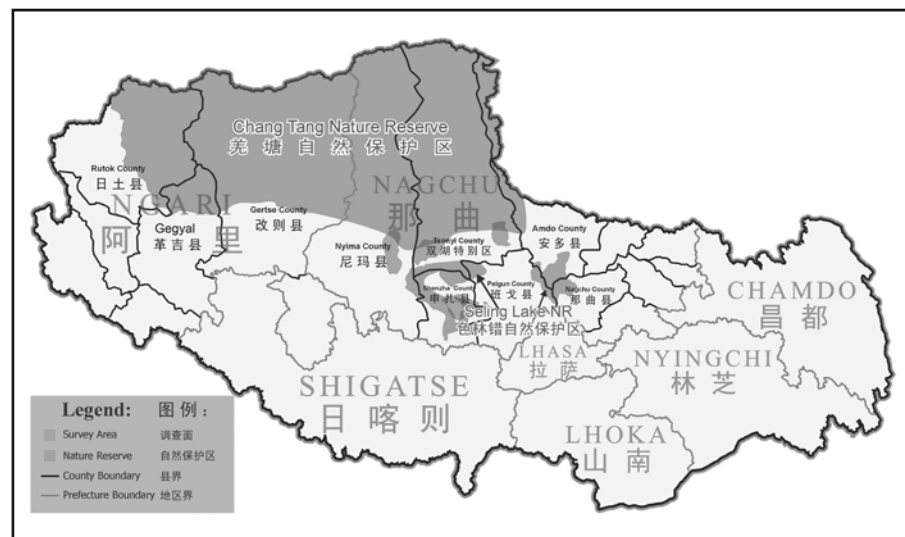 Chang Tang Nature Reserve
羌塘自然保护区
Rutok County
日土县
NGARI
阿里
Gegyal
革吉县
Gertse County
改则县
NAGCHU
那曲
Nyima County
尼玛县
Tsonyi County
双湖特别区
Amdo County
安多县
Shenzha County
申扎县
Pelgun County
班戈县
Nagchu County
那曲县
Seling Lake NR
色林错自然保护区
CHAMDO
昌都
LHASA
拉萨
NYINGCHI
林芝
SHIGATSE
日喀则
LHOKA
山南
Legend: 图例：
Survey Area 调查面
Nature Reserve 自然保护区
County Boundary 县界
Prefecture Boundary 地区界